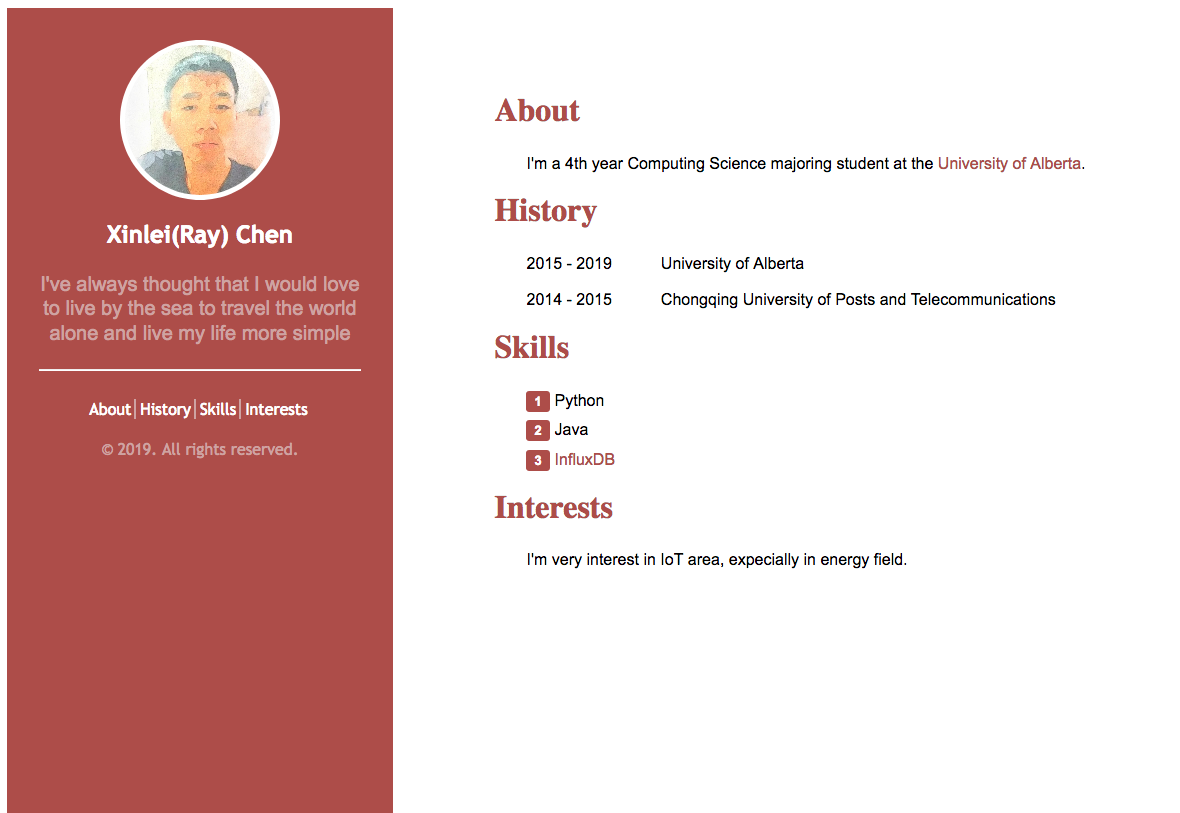 Xinlei(Ray) Chen
I've always thought that I would love
to live by the sea to travel the world
alone and live my life more simple
About History Skills Interests
© 2019. All rights reserved.
About
I'm a 4th year Computing Science majoring student at the University of Alberta.
History
2015 - 2019 University of Alberta
2014 - 2015 Chongqing University of Posts and Telecommunications
Skills
1 Python
2 Java
3 InfluxDB
Interests
I'm very interest in IoT area, expecially in energy field.